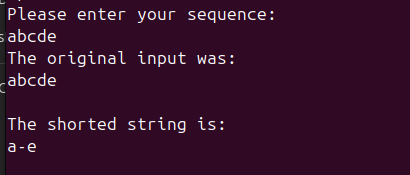 Please enter your sequence:
abcde
The original input was:
abcde
The shorted string is:
a-e